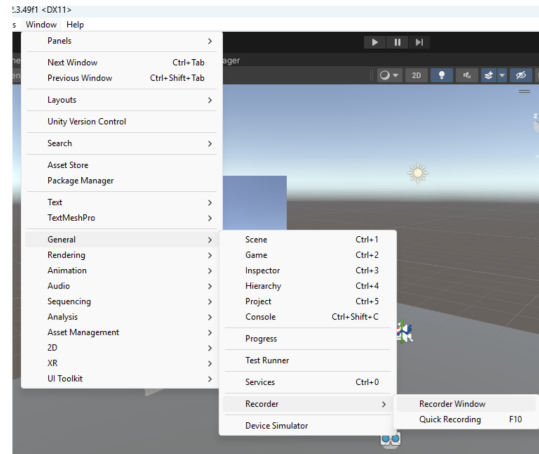 2.3.49f1 <DX11>
s Window Help
Panels >
Next Window Ctrl+Tab
Previous Window Ctrl+Shift+Tab
Layouts >
Unity Version Control
Search >
Asset Store
Package Manager
Text >
TextMeshPro >
General >
Rendering >
Animation >
Audio >
Sequencing >
Analysis >
Asset Management >
2D >
XR >
UI Toolkit >
ager
2D
Scene Ctrl+1
Game Ctrl+2
Inspector Ctrl+3
Hierarchy Ctrl+4
Project Ctrl+5
Console Ctrl+Shift+C
Progress
Test Runner
Services Ctrl+0
Recorder >
Device Simulator
Recorder Window
Quick Recording F10